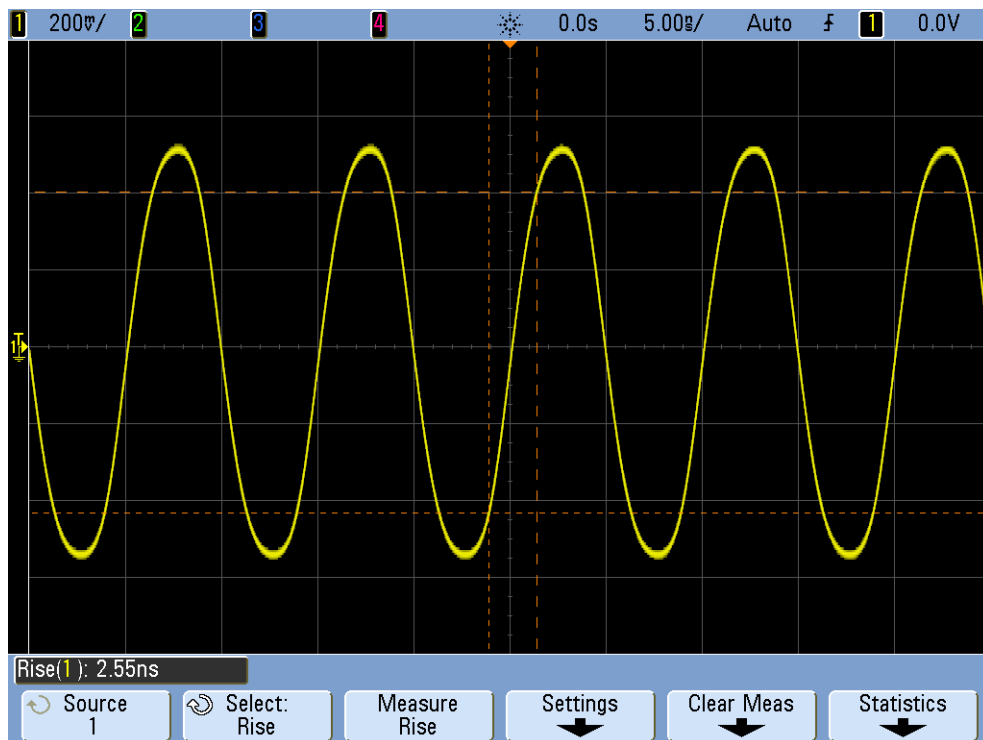 1 200mV/ 2 3 4 0.0s 5.00ns/ Auto 1 0.0V
T
1
Rise(1): 2.55ns
Source Select: Measure Settings Clear Meas Statistics
1 Rise Rise